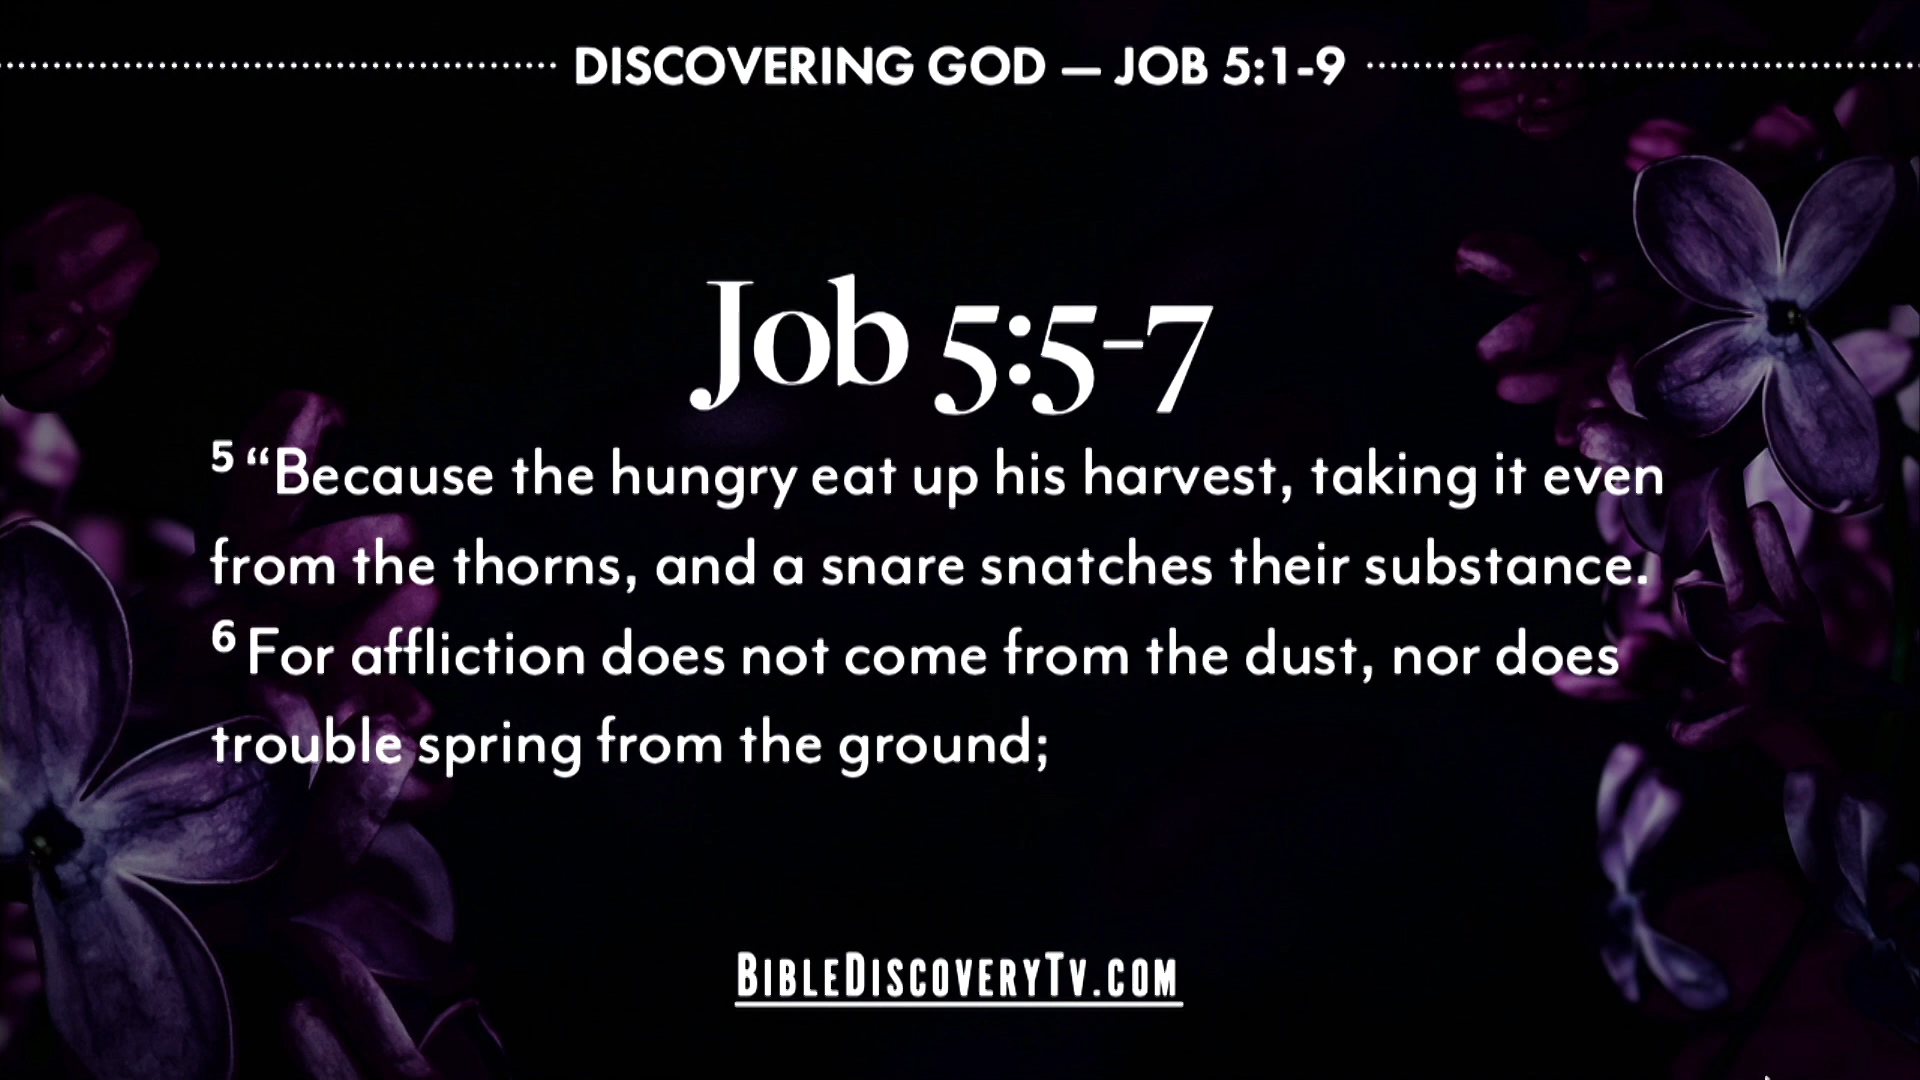 DISCOVERING GOD — JOB 5:1-9
Job 5:5-7
5 “Because the hungry eat up his harvest, taking it even
from the thorns, and a snare snatches their substance.
6 For affliction does not come from the dust, nor does
trouble spring from the ground;
BIBLEDISCOVERYTV.COM